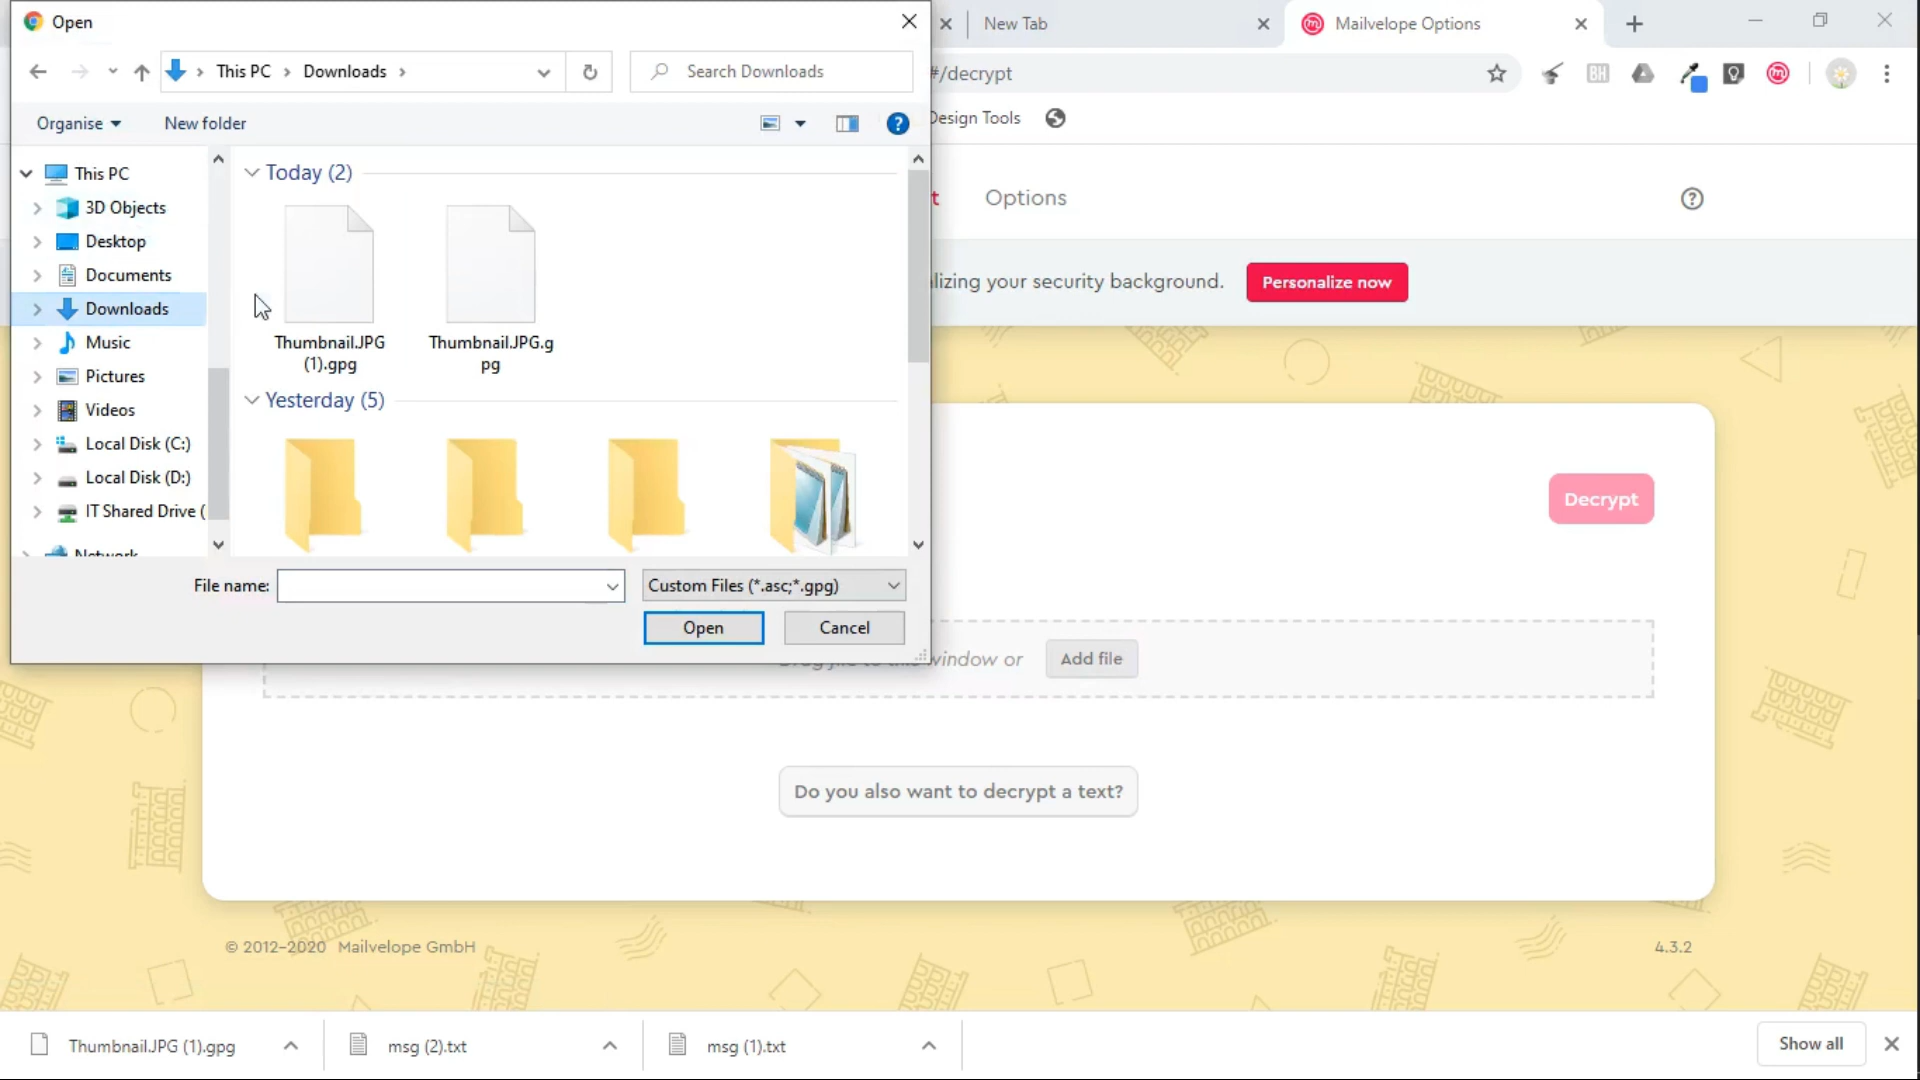 Open
New Tab
Mailvelope Options
This PC
Downloads
Search Downloads
#/decrypt
BH
Organise
New folder
Design Tools
This PC
3D Objects
Desktop
Documents
Downloads
Music
Pictures
Videos
Local Disk (C:)
Local Disk (D:)
IT Shared Drive (
Network
Today (2)
Thumbnail.JPG
(1).gpg
Thumbnail.JPG.g
pg
Yesterday (5)
File name:
Custom Files (*.asc;*.gpg)
Open
Cancel
t
Options
lizing your security background.
Personalize now
Decrypt
window or
Add file
Do you also want to decrypt a text?
© 2012-2020 Mailvelope GmbH
4.3.2
Thumbnail.JPG (1).gpg
msg (2).txt
msg (1).txt
Show all